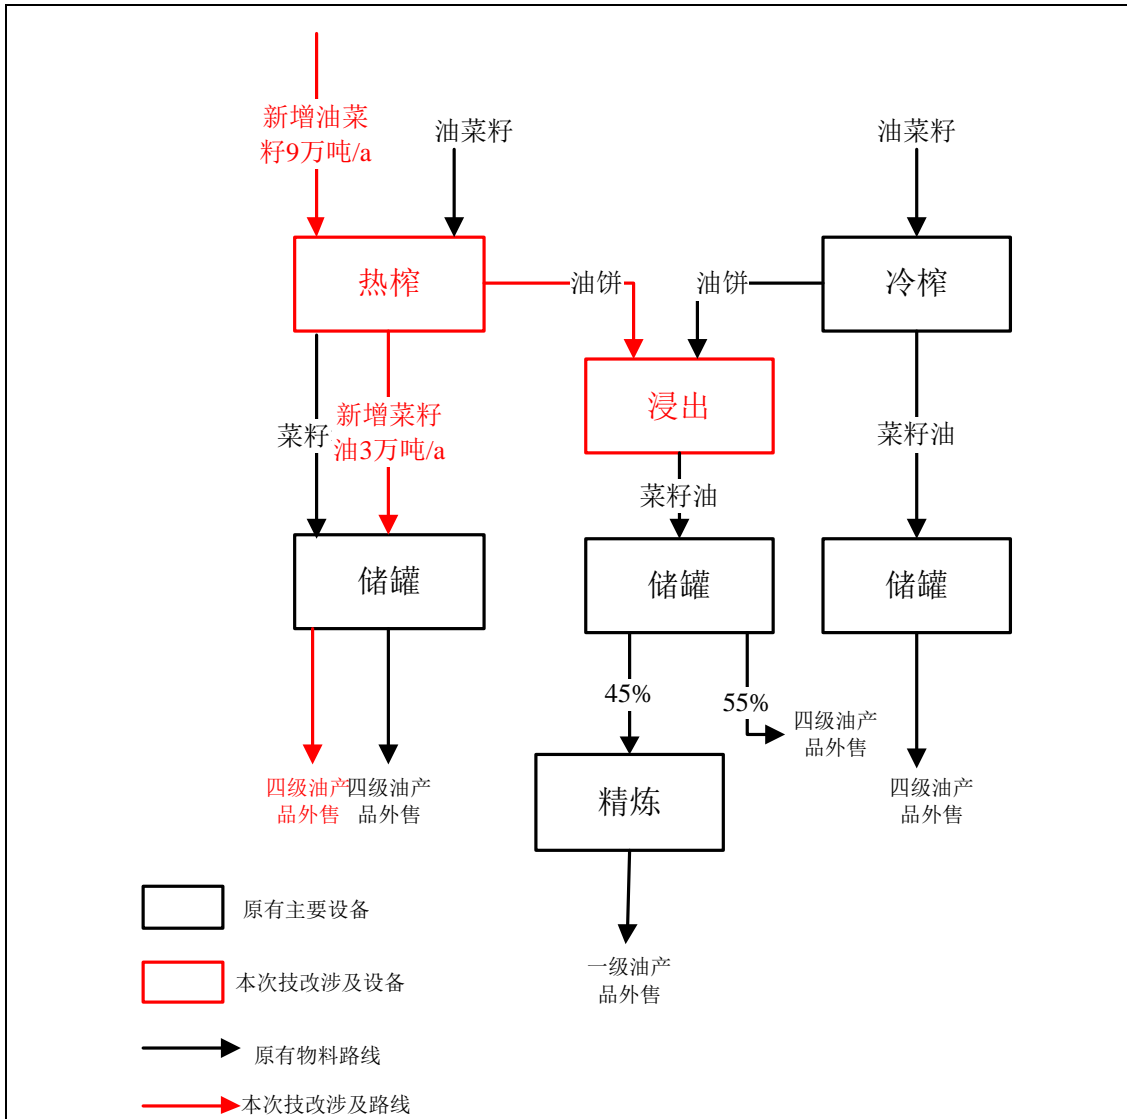 新增油菜
籽9万吨/a
油菜籽
油菜籽
热榨
油饼
油饼
冷榨
浸出
菜籽
新增菜籽
油3万吨/a
菜籽油
菜籽油
储罐
储罐
储罐
45%
55%
四级油产
品外售
四级油产
品外售
四级油产
品外售
四级油产
品外售
精炼
原有主要设备
一级油产
品外售
本次技改涉及设备
原有物料路线
本次技改涉及路线